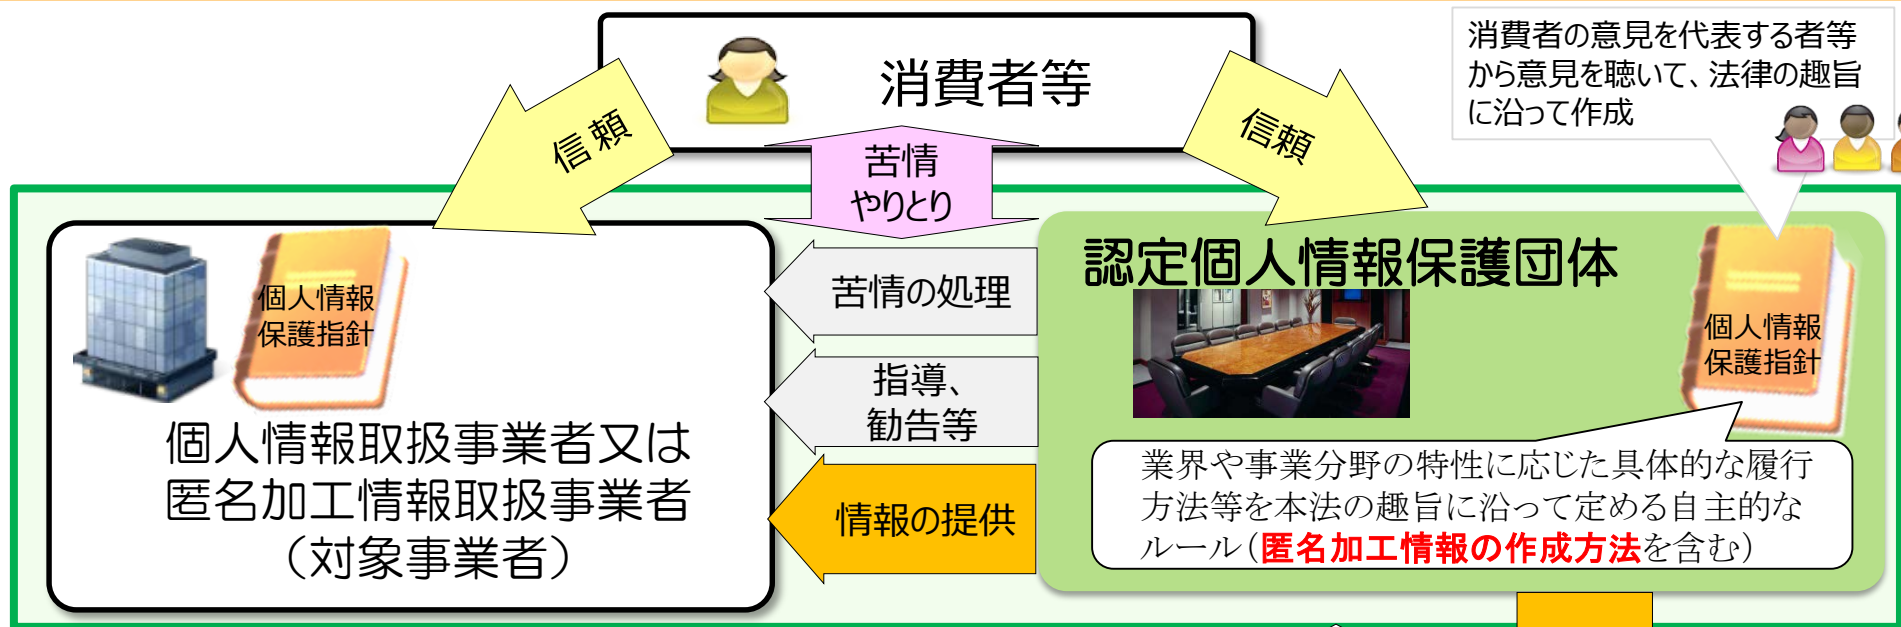 消費者等
消費者の意見を代表する者等
から意見を聴いて、法律の趣旨
に沿って作成
信頼
信頼
苦情
やりとり
認定個人情報保護団体
個人情報
保護指針
苦情の処理
個人情報
保護指針
指導、
勧告等
個人情報取扱事業者又は
匿名加工情報取扱事業者
（対象事業者）
情報の提供
業界や事業分野の特性に応じた具体的な履行
方法等を本法の趣旨に沿って定める自主的な
ルール（匿名加工情報の作成方法を含む）